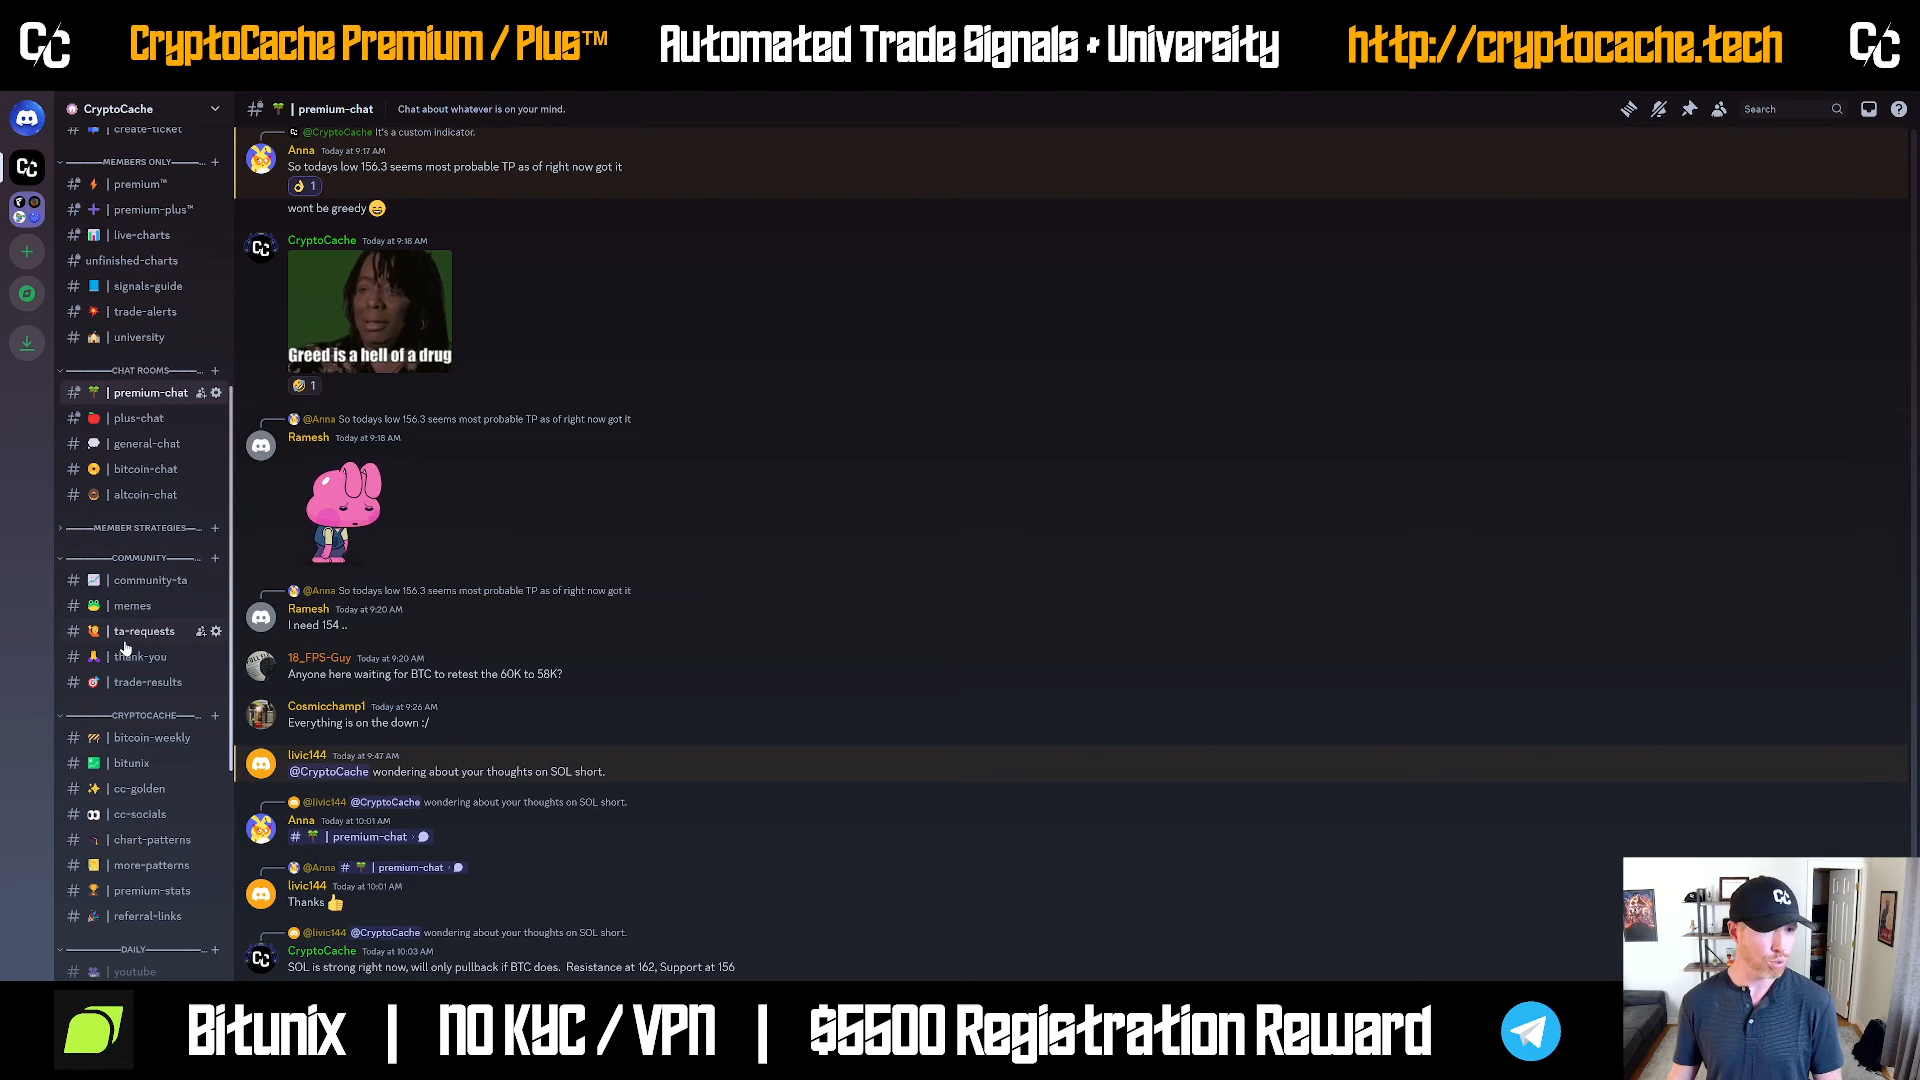 CC
CryptoCache Premium / Plus™
Automated Trade Signals + University
http://cryptocache.tech
CC
CryptoCache
create-ticket
MEMBERS ONLY
premium™
premium-plus™
live-charts
unfinished-charts
signals-guide
trade-alerts
university
CHAT ROOMS
premium-chat
plus-chat
general-chat
bitcoin-chat
altcoin-chat
MEMBER STRATEGIES
COMMUNITY
community-ta
memes
ta-requests
thank-you
trade-results
CRYPTOCACHE
bitcoin-weekly
bitunix
cc-golden
cc-socials
chart-patterns
more-patterns
premium-stats
referral-links
DAILY
youtube
# | premium-chat Chat about whatever is on your mind.
Search
@CryptoCache It's a custom indicator.
Anna Today at 9:17 AM
So todays low 156.3 seems most probable TP as of right now got it
👌 1
wont be greedy 😄
CryptoCache Today at 9:18 AM
Greed is a hell of a drug
🤣 1
@Anna So todays low 156.3 seems most probable TP as of right now got it
Ramesh Today at 9:18 AM
@Anna So todays low 156.3 seems most probable TP as of right now got it
Ramesh Today at 9:20 AM
I need 154 ..
18_FPS-Guy Today at 9:20 AM
Anyone here waiting for BTC to retest the 60K to 58K?
Cosmicchamp1 Today at 9:26 AM
Everything is on the down :/
livic144 Today at 9:47 AM
@CryptoCache wondering about your thoughts on SOL short.
@livic144 @CryptoCache wondering about your thoughts on SOL short.
Anna Today at 10:01 AM
# | premium-chat ›
@Anna # | premium-chat ›
livic144 Today at 10:01 AM
Thanks 👍
@livic144 @CryptoCache wondering about your thoughts on SOL short.
CryptoCache Today at 10:03 AM
SOL is strong right now, will only pullback if BTC does. Resistance at 162, Support at 156
CC
Bitunix | NO KYC / VPN | $5500 Registration Reward